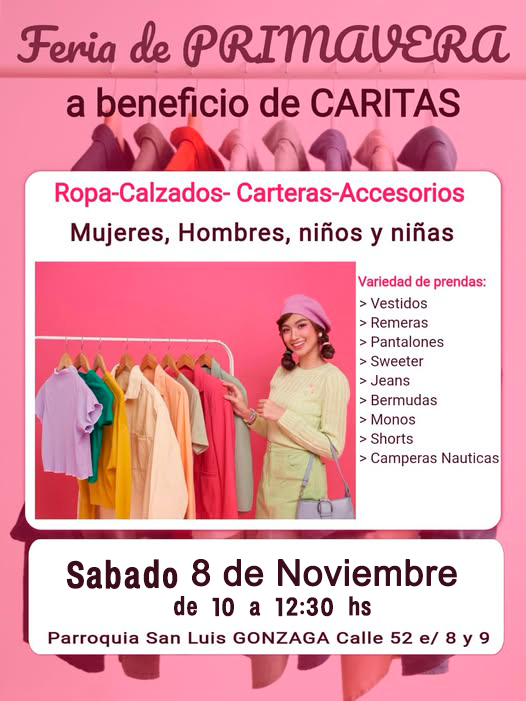 Feria de PRIMAVERA
a beneficio de CARITAS
Ropa-Calzados- Carteras-Accesorios
Mujeres, Hombres, niños y niñas
Variedad de prendas:
> Vestidos
> Remeras
> Pantalones
> Sweeter
> Jeans
> Bermudas
> Monos
> Shorts
> Camperas Nauticas
Sabado 8 de Noviembre
de 10 a 12:30 hs
Parroquia San Luis GONZAGA Calle 52 e/ 8 y 9